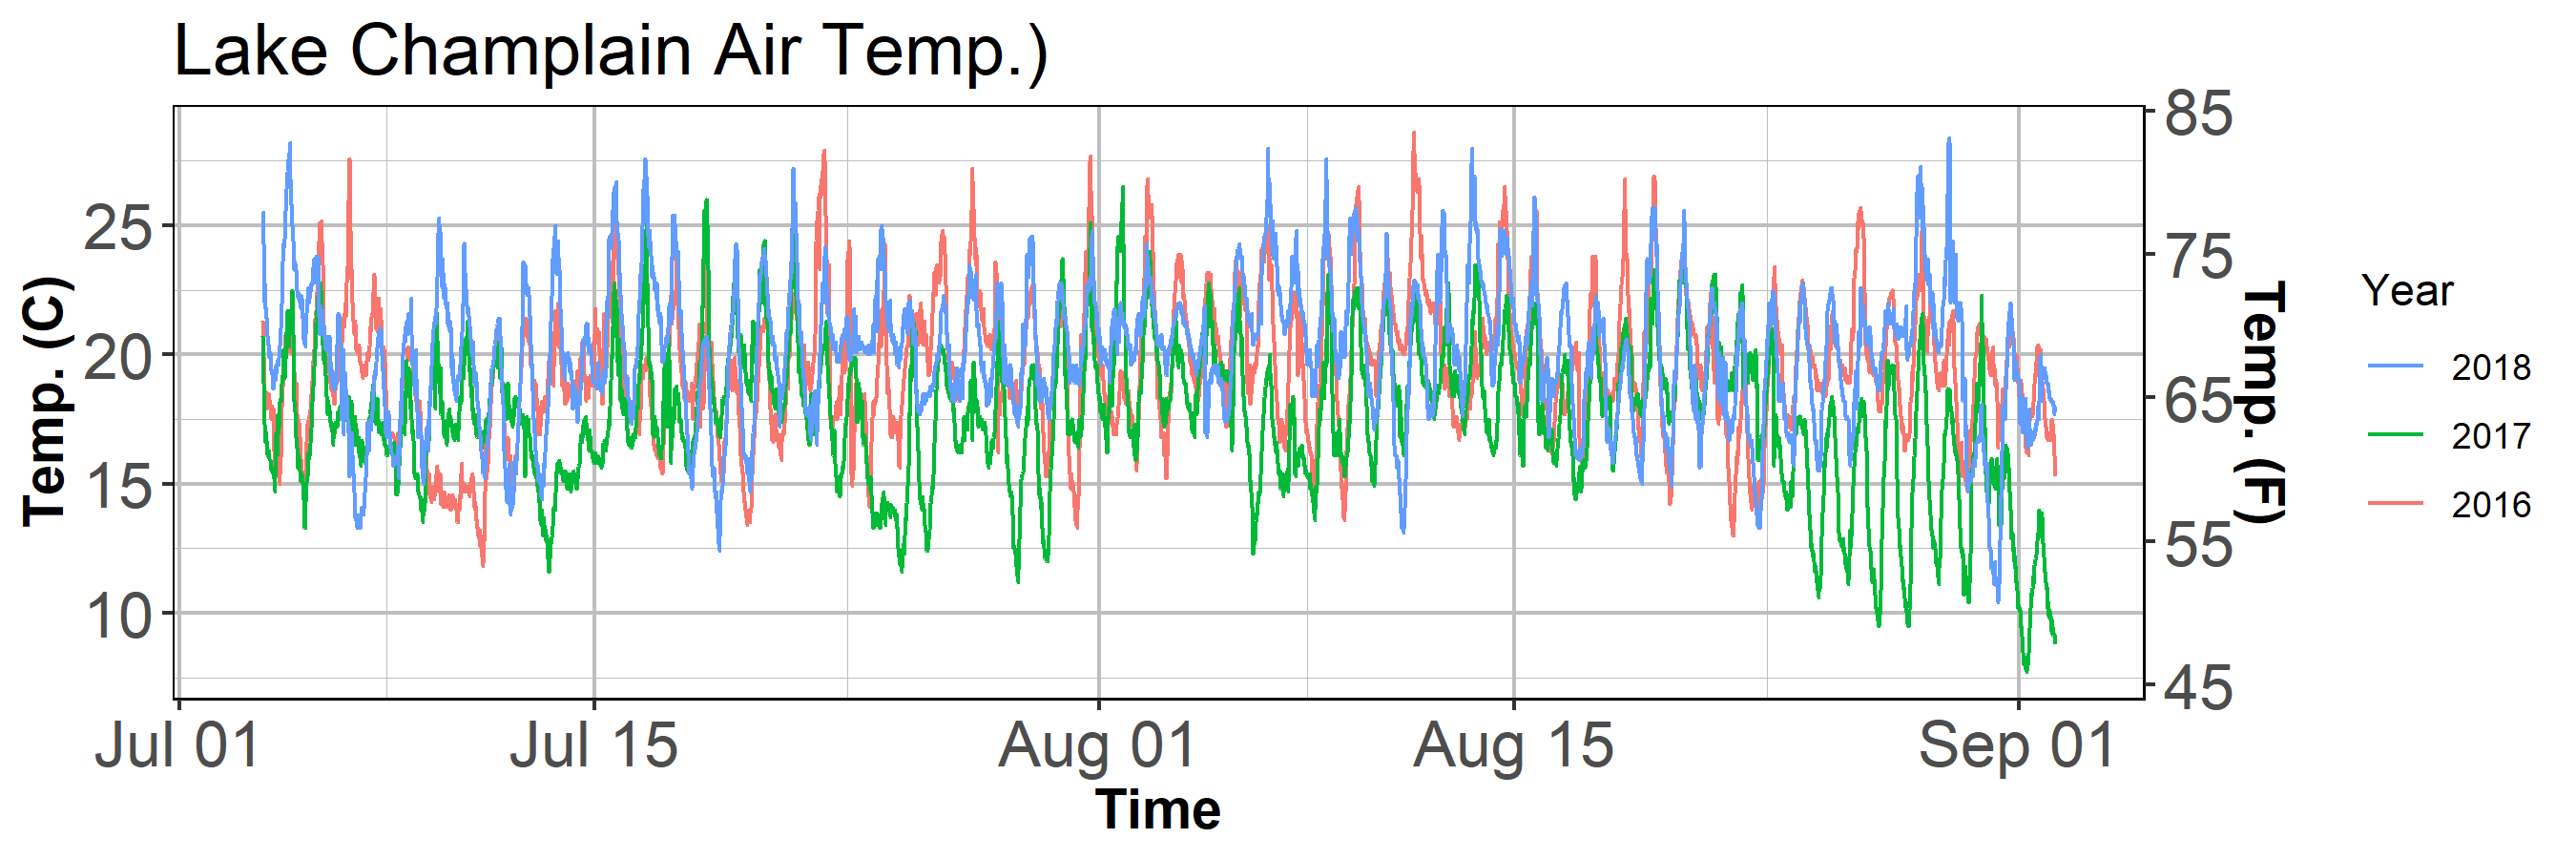 Lake Champlain Air Temp.)
Temp. (C)
25
20
15
10
85
75
65
55
45
Temp. (F)
Jul 01
Jul 15
Aug 01
Aug 15
Sep 01
Time
Year
2018
2017
2016